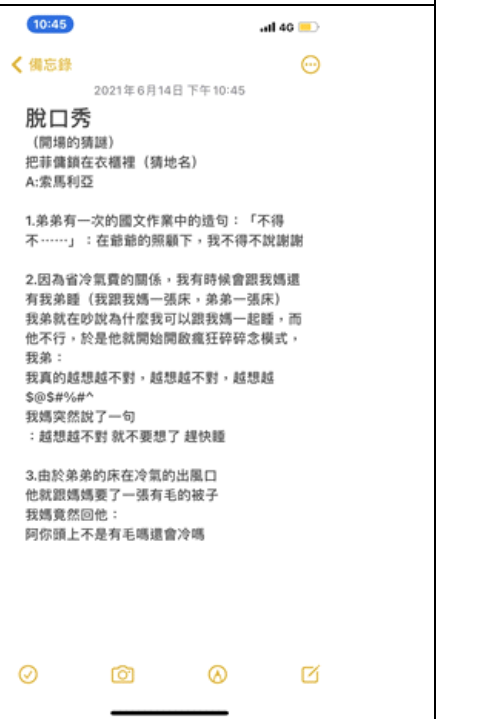 10:45
4G
備忘錄
2021年6月14日 下午10:45
脫口秀
（開場的猜謎）
把菲傭鎖在衣櫃裡（猜地名）
A:索馬利亞
1.弟弟有一次的國文作業中的造句：「不得
不⋯⋯」：在爺爺的照顧下，我不得不說謝謝
2.因為省冷氣費的關係，我有時候會跟我媽還
有我弟睡（我跟我媽一張床，弟弟一張床）
我弟就在吵說為什麼我可以跟我媽一起睡，而
他不行，於是他就開始開啟瘋狂碎碎念模式，
我弟：
我真的越想越不對，越想越不對，越想越
$@$#%#^
我媽突然說了一句
：越想越不對 就不要想了 趕快睡
3.由於弟弟的床在冷氣的出風口
他就跟媽媽要了一張有毛的被子
我媽竟然回他：
阿你頭上不是有毛嗎還會冷嗎